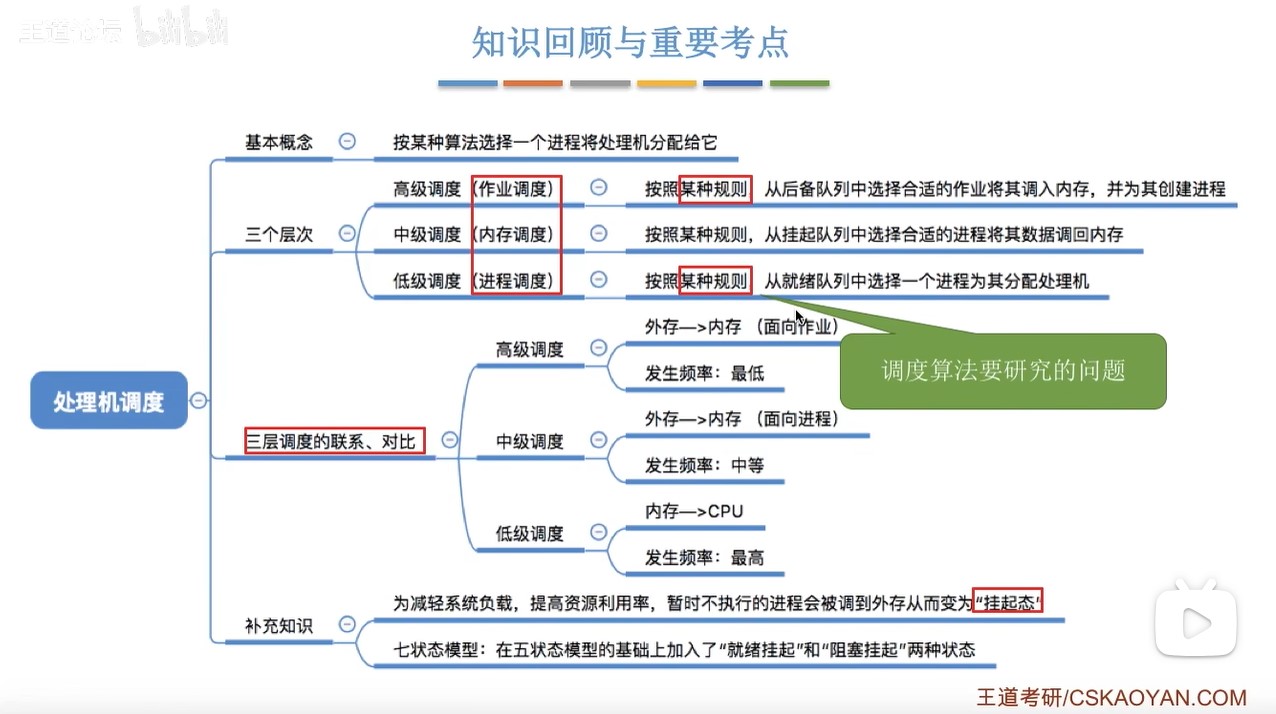 王道论坛 bilibili
知识回顾与重要考点
基本概念
按某种算法选择一个进程将处理机分配给它
高级调度（作业调度）
按照某种规则，从后备队列中选择合适的作业将其调入内存，并为其创建进程
三个层次
中级调度（内存调度）
按照某种规则，从挂起队列中选择合适的进程将其数据调回内存
低级调度（进程调度）
按照某种规则，从就绪队列中选择一个进程为其分配处理机
外存—>内存 （面向作业）
高级调度
发生频率：最低
调度算法要研究的问题
处理机调度
外存—>内存 （面向进程）
三层调度的联系、对比
中级调度
发生频率：中等
内存—>CPU
低级调度
发生频率：最高
为减轻系统负载，提高资源利用率，暂时不执行的进程会被调到外存从而变为“挂起态”
补充知识
七状态模型：在五状态模型的基础上加入了“就绪挂起”和“阻塞挂起”两种状态
王道考研/CSKAOYAN.COM